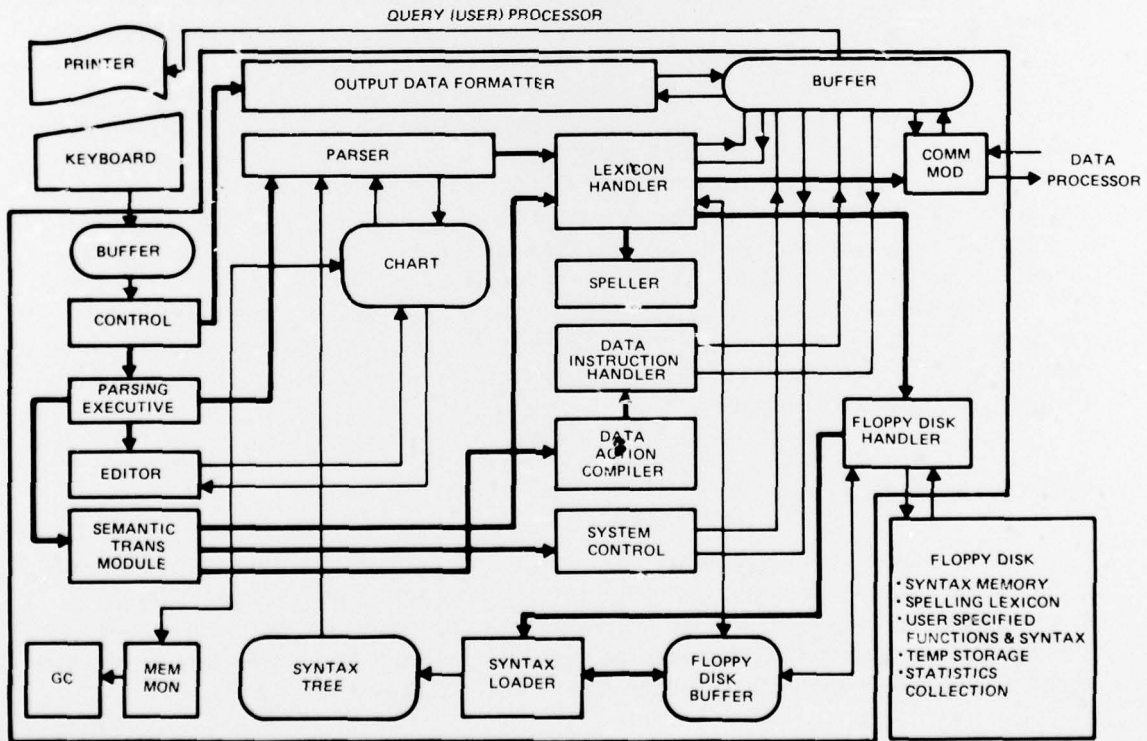 QUERY (USER) PROCESSOR
PRINTER
OUTPUT DATA FORMATTER
BUFFER
KEYBOARD
PARSER
LEXICON
HANDLER
COMM
MOD
DATA
PROCESSOR
BUFFER
CHART
SPELLER
CONTROL
DATA
INSTRUCTION
HANDLER
PARSING
EXECUTIVE
FLOPPY DISK
HANDLER
DATA
ACTION
COMPILER
EDITOR
SEMANTIC
TRANS
MODULE
SYSTEM
CONTROL
FLOPPY DISK
• SYNTAX MEMORY
• SPELLING LEXICON
• USER SPECIFIED
FUNCTIONS & SYNTAX
• TEMP STORAGE
• STATISTICS
COLLECTION
GC
MEM
MON
SYNTAX
TREE
SYNTAX
LOADER
FLOPPY
DISK
BUFFER